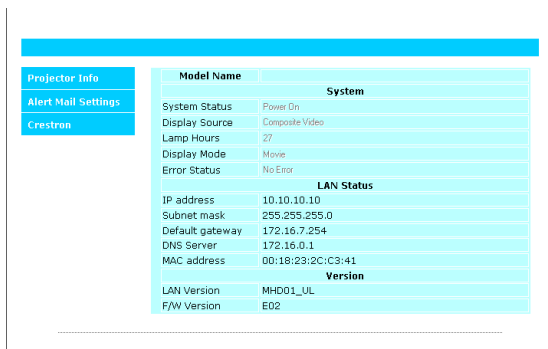 Projector Info
Alert Mail Settings
Crestron
Model Name
System
System Status Power On
Display Source Composite Video
Lamp Hours 27
Display Mode Movie
Error Status No Error
LAN Status
IP address 10.10.10.10
Subnet mask 255.255.255.0
Default gateway 172.16.7.254
DNS Server 172.16.0.1
MAC address 00:18:23:2C:C3:41
Version
LAN Version MHD01_UL
F/W Version E02